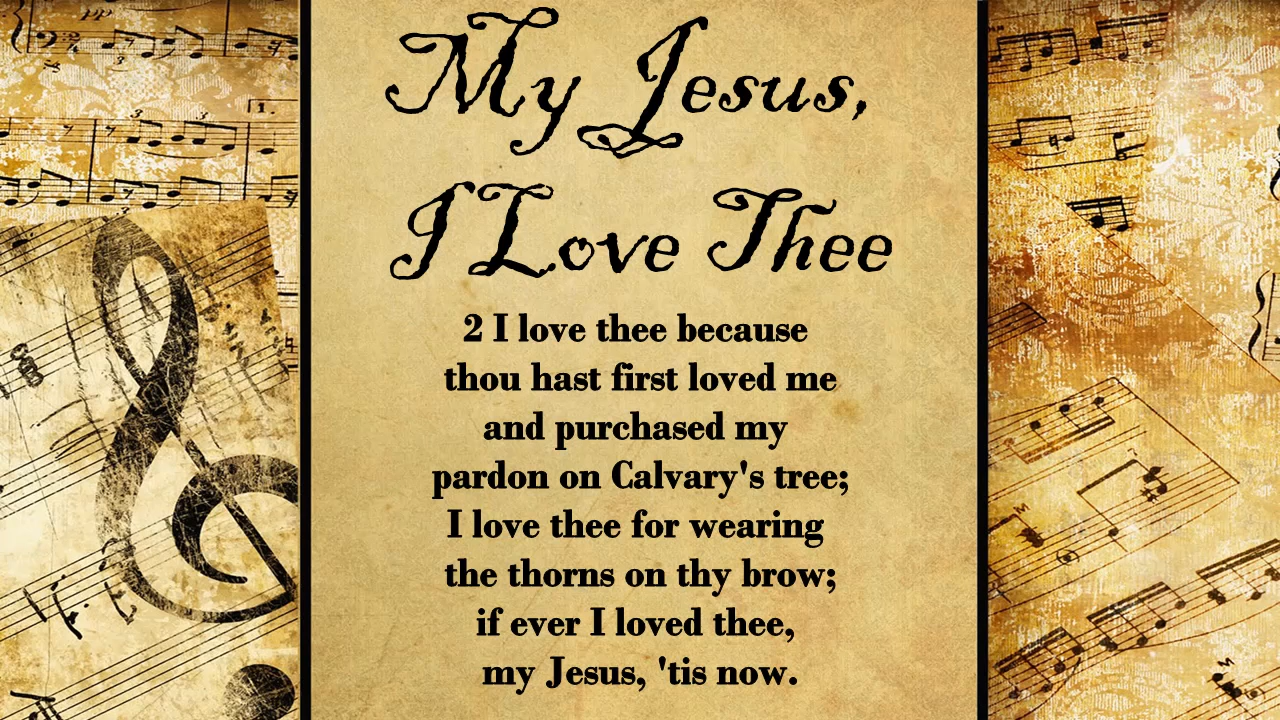 My Jesus,
I Love Thee
2 I love thee because
thou hast first loved me
and purchased my
pardon on Calvary's tree;
I love thee for wearing
the thorns on thy brow;
if ever I loved thee,
my Jesus, 'tis now.